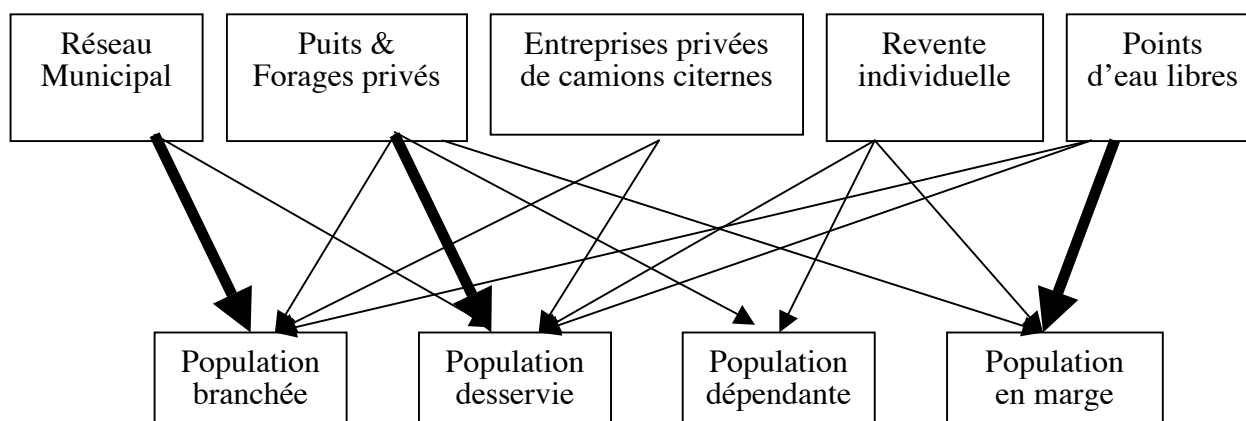 Réseau
Municipal
Puits &
Forages privés
Entreprises privées
de camions citernes
Revente
individuelle
Points
d’eau libres
Population
branchée
Population
desservie
Population
dépendante
Population
en marge